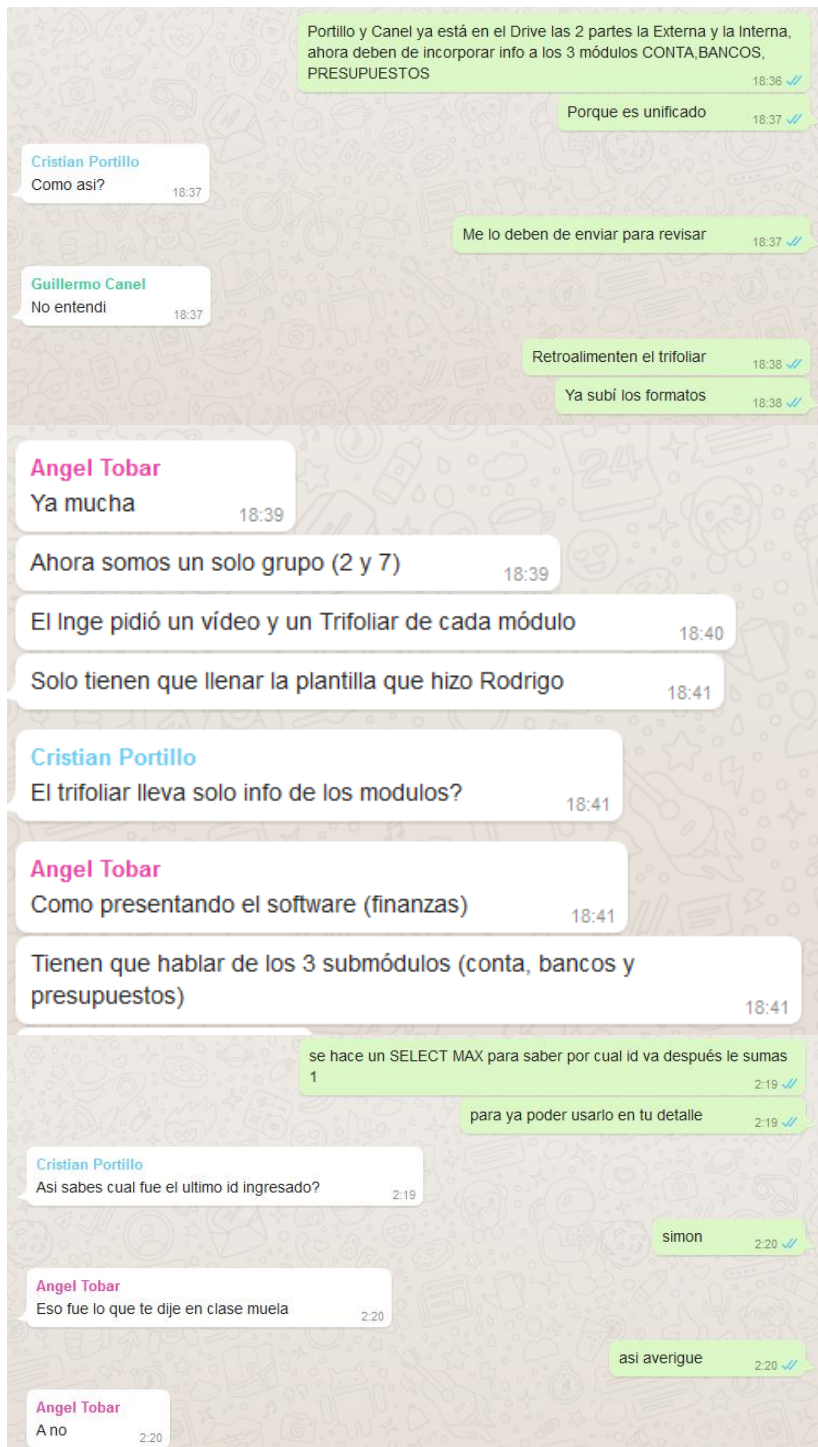 Portillo y Canel ya está en el Drive las 2 partes la Externa y la Interna,
ahora deben de incorporar info a los 3 módulos CONTA,BANCOS,
PRESUPUESTOS
18:36
Porque es unificado
18:37
Cristian Portillo
Como asi?
18:37
Me lo deben de enviar para revisar
18:37
Guillermo Canel
No entendi
18:37
Retroalimenten el trifoliar
18:38
Ya subí los formatos
18:38
Angel Tobar
Ya mucha
18:39
Ahora somos un solo grupo (2 y 7)
18:39
El Inge pidió un vídeo y un Trifoliar de cada módulo
18:40
Solo tienen que llenar la plantilla que hizo Rodrigo
18:41
Cristian Portillo
El trifoliar lleva solo info de los modulos?
18:41
Angel Tobar
Como presentando el software (finanzas)
18:41
Tienen que hablar de los 3 submódulos (conta, bancos y
presupuestos)
18:41
se hace un SELECT MAX para saber por cual id va después le sumas
1
2:19
para ya poder usarlo en tu detalle
2:19
Cristian Portillo
Asi sabes cual fue el ultimo id ingresado?
2:19
simon
2:20
Angel Tobar
Eso fue lo que te dije en clase muela
2:20
asi averigue
2:20
Angel Tobar
A no
2:20